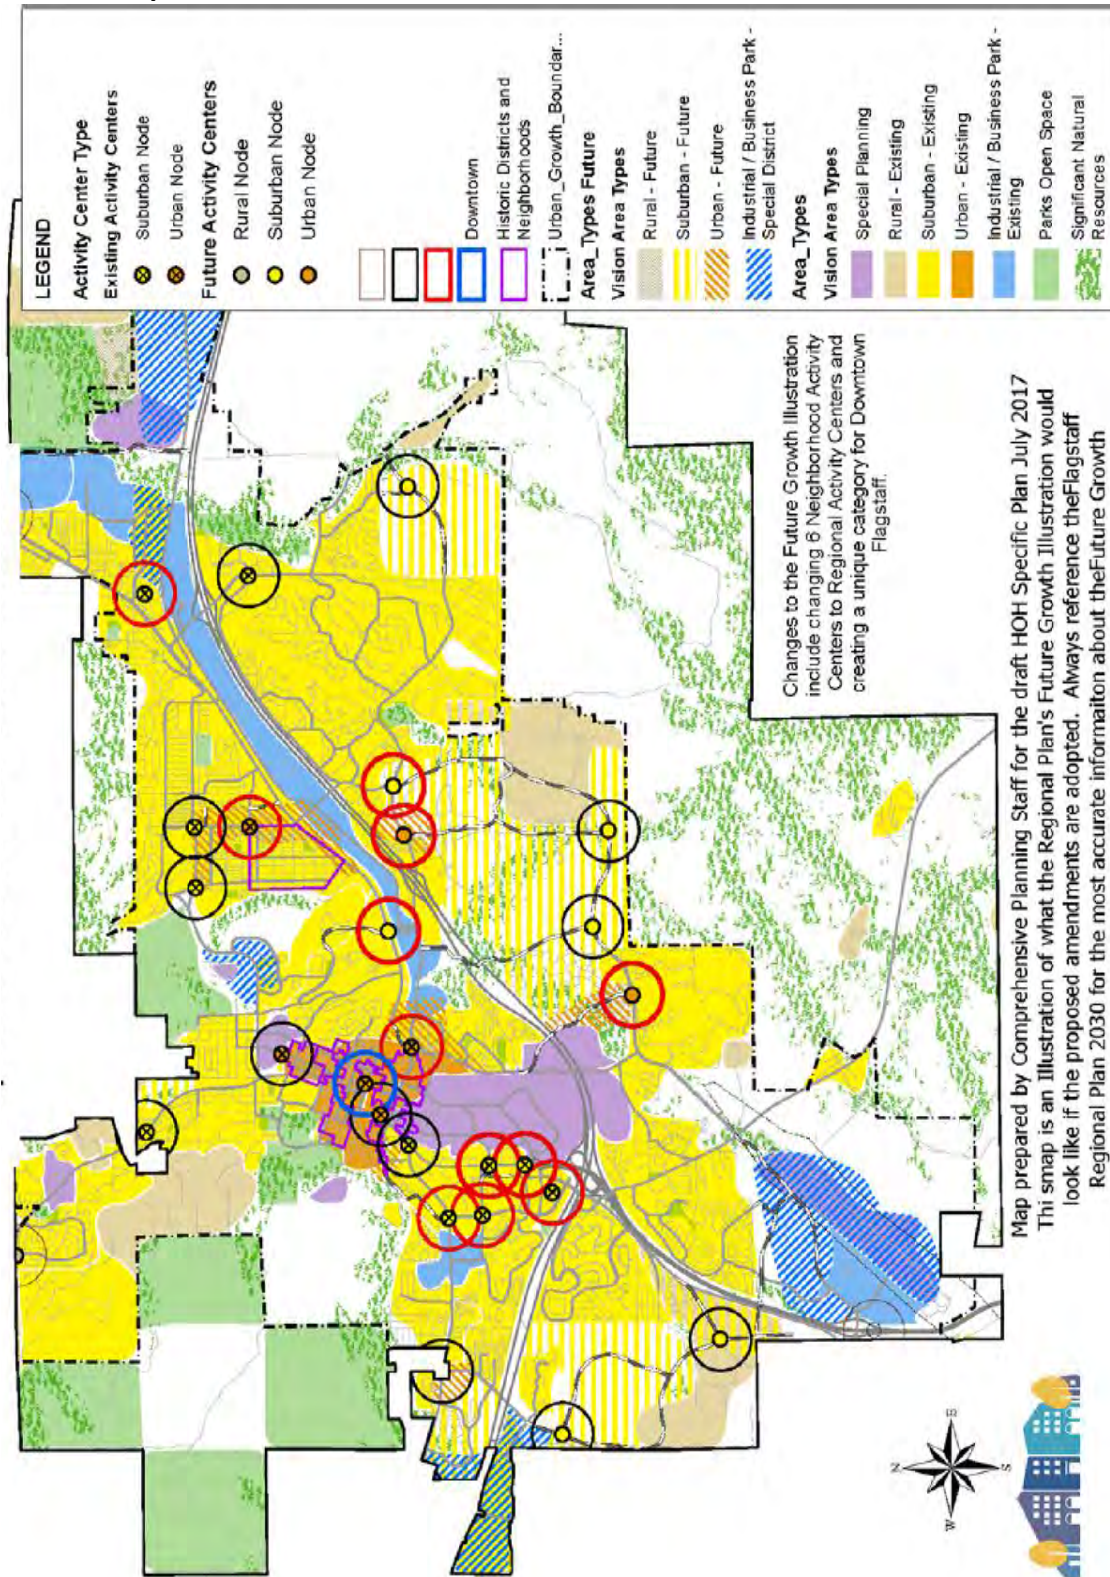 LEGEND
Activity Center Type
Existing Activity Centers
Suburban Node
Urban Node
Future Activity Centers
Rural Node
Suburban Node
Urban Node
Downtown
Historic Districts and
Neighborhoods
Urban_Growth_Boundar...
Area_Types Future
Vision Area Types
Rural - Future
Suburban - Future
Urban - Future
Industrial / Business Park -
Special District
Area_Types
Vision Area Types
Special Planning
Rural - Existing
Suburban - Existing
Urban - Existing
Industrial / Business Park -
Existing
Parks Open Space
Significant Natural
Resources
Changes to the Future Growth Illustration
include changing 6 Neighborhood Activity
Centers to Regional Activity Centers and
creating a unique category for Downtown
Flagstaff.
Map prepared by Comprehensive Planning Staff for the draft HOH Specific Plan July 2017
Thi smap is an Illustration of what the Regional Plan's Future Growth Illustration would
look like if the proposed amendments are adopted. Always reference theFlagstaff
Regional Plan 2030 for the most accurate informaiton about theFuture Growth
N
E
S
W